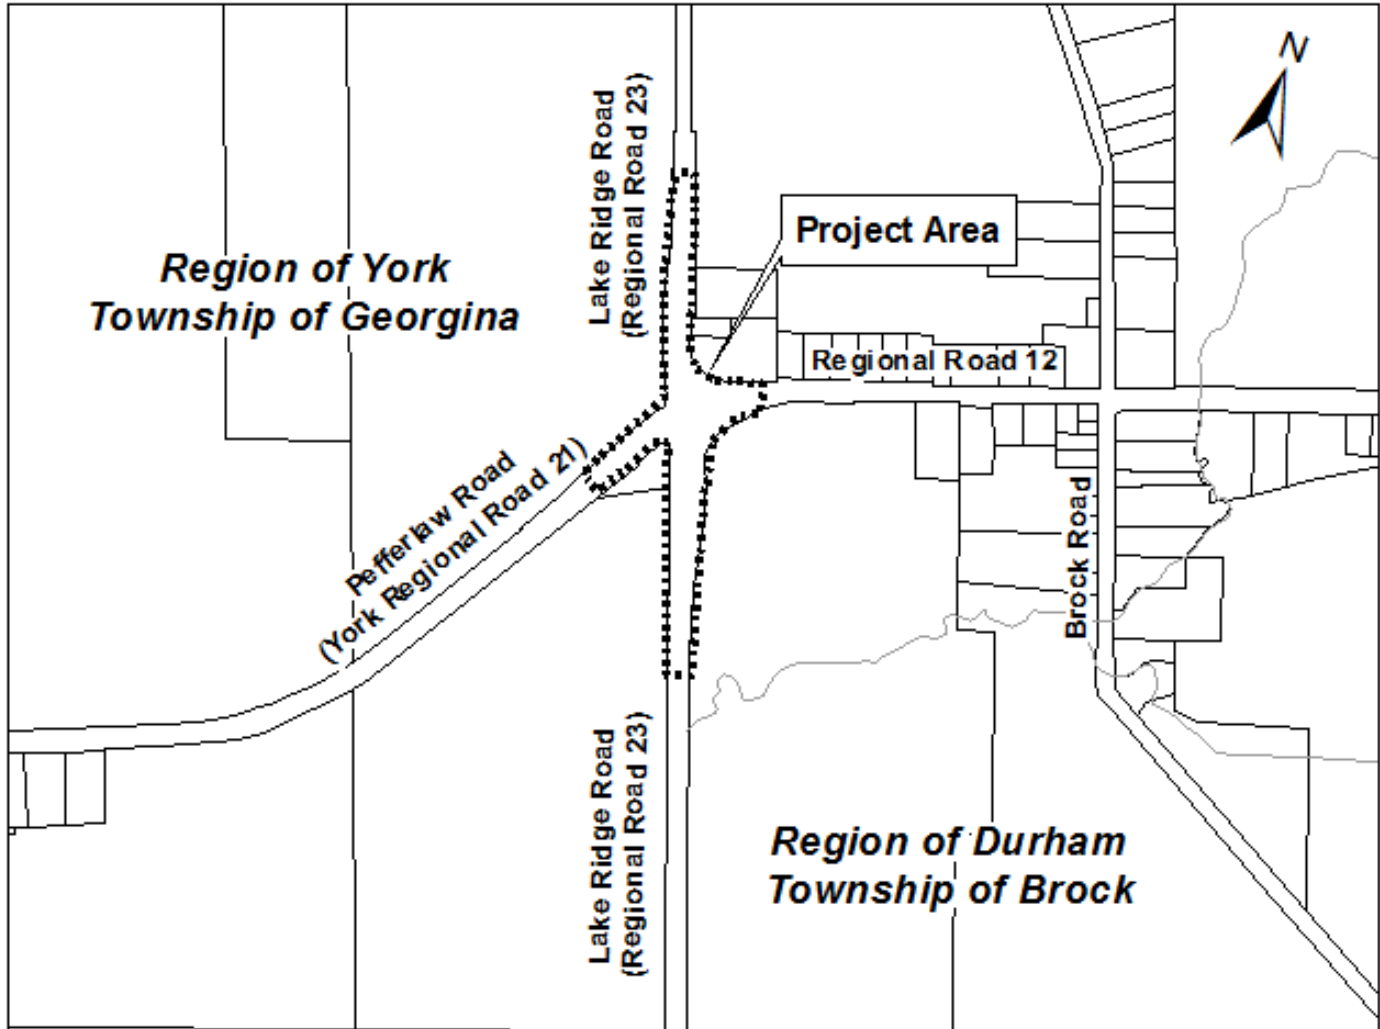 N
Lake Ridge Road
(Regional Road 23)
Project Area
Region of York
Township of Georgina
Regional Road 12
Pefferlaw Road
(York Regional Road 21)
Brock Road
Lake Ridge Road
(Regional Road 23)
Region of Durham
Township of Brock